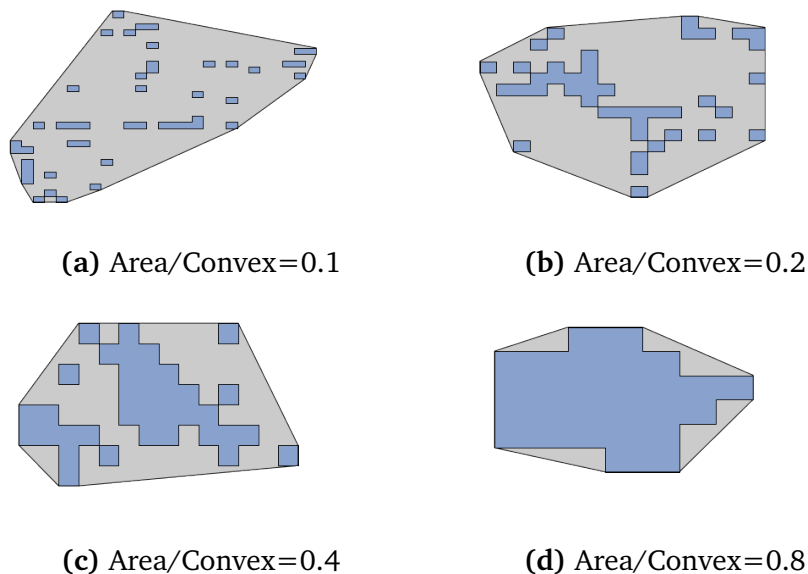 (a) Area/Convex=0.1
(b) Area/Convex=0.2
(c) Area/Convex=0.4
(d) Area/Convex=0.8